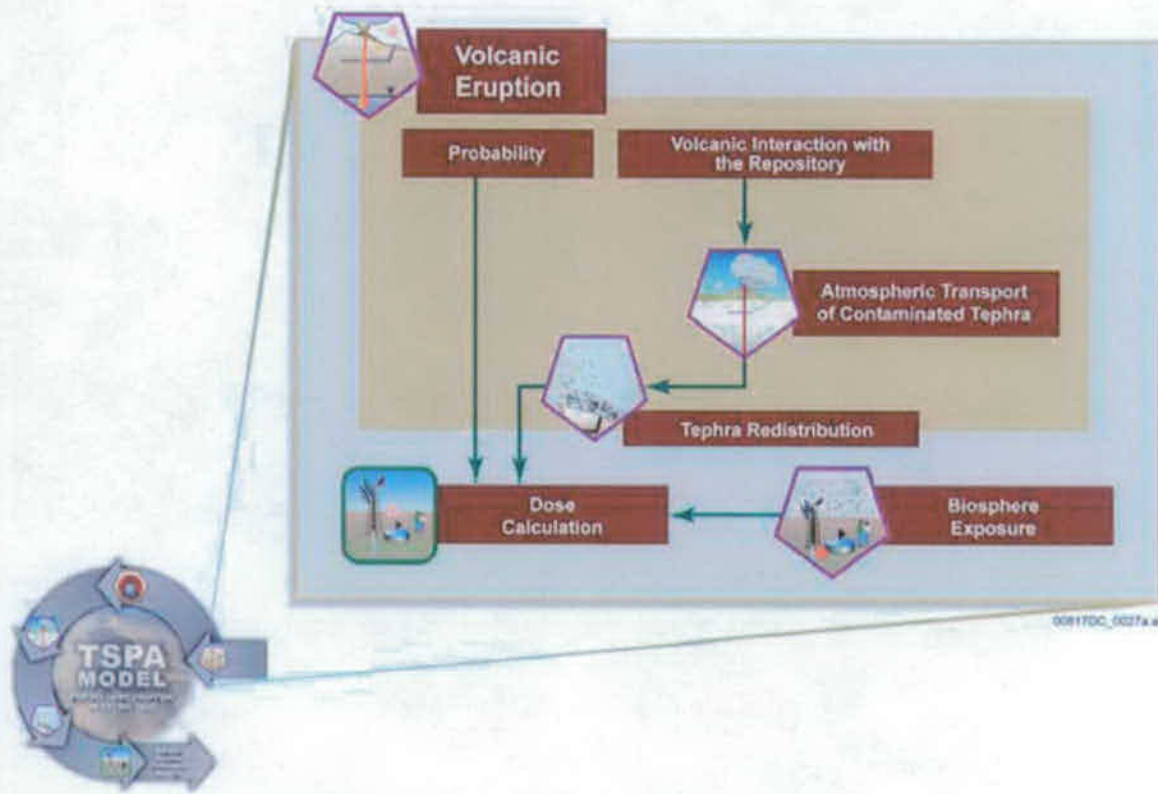 Volcanic
Eruption
Probability
Volcanic Interaction with
the Repository
Atmospheric Transport
of Contaminated Tephra
Tephra Redistribution
Dose
Calculation
Biosphere
Exposure
TSPA
MODEL